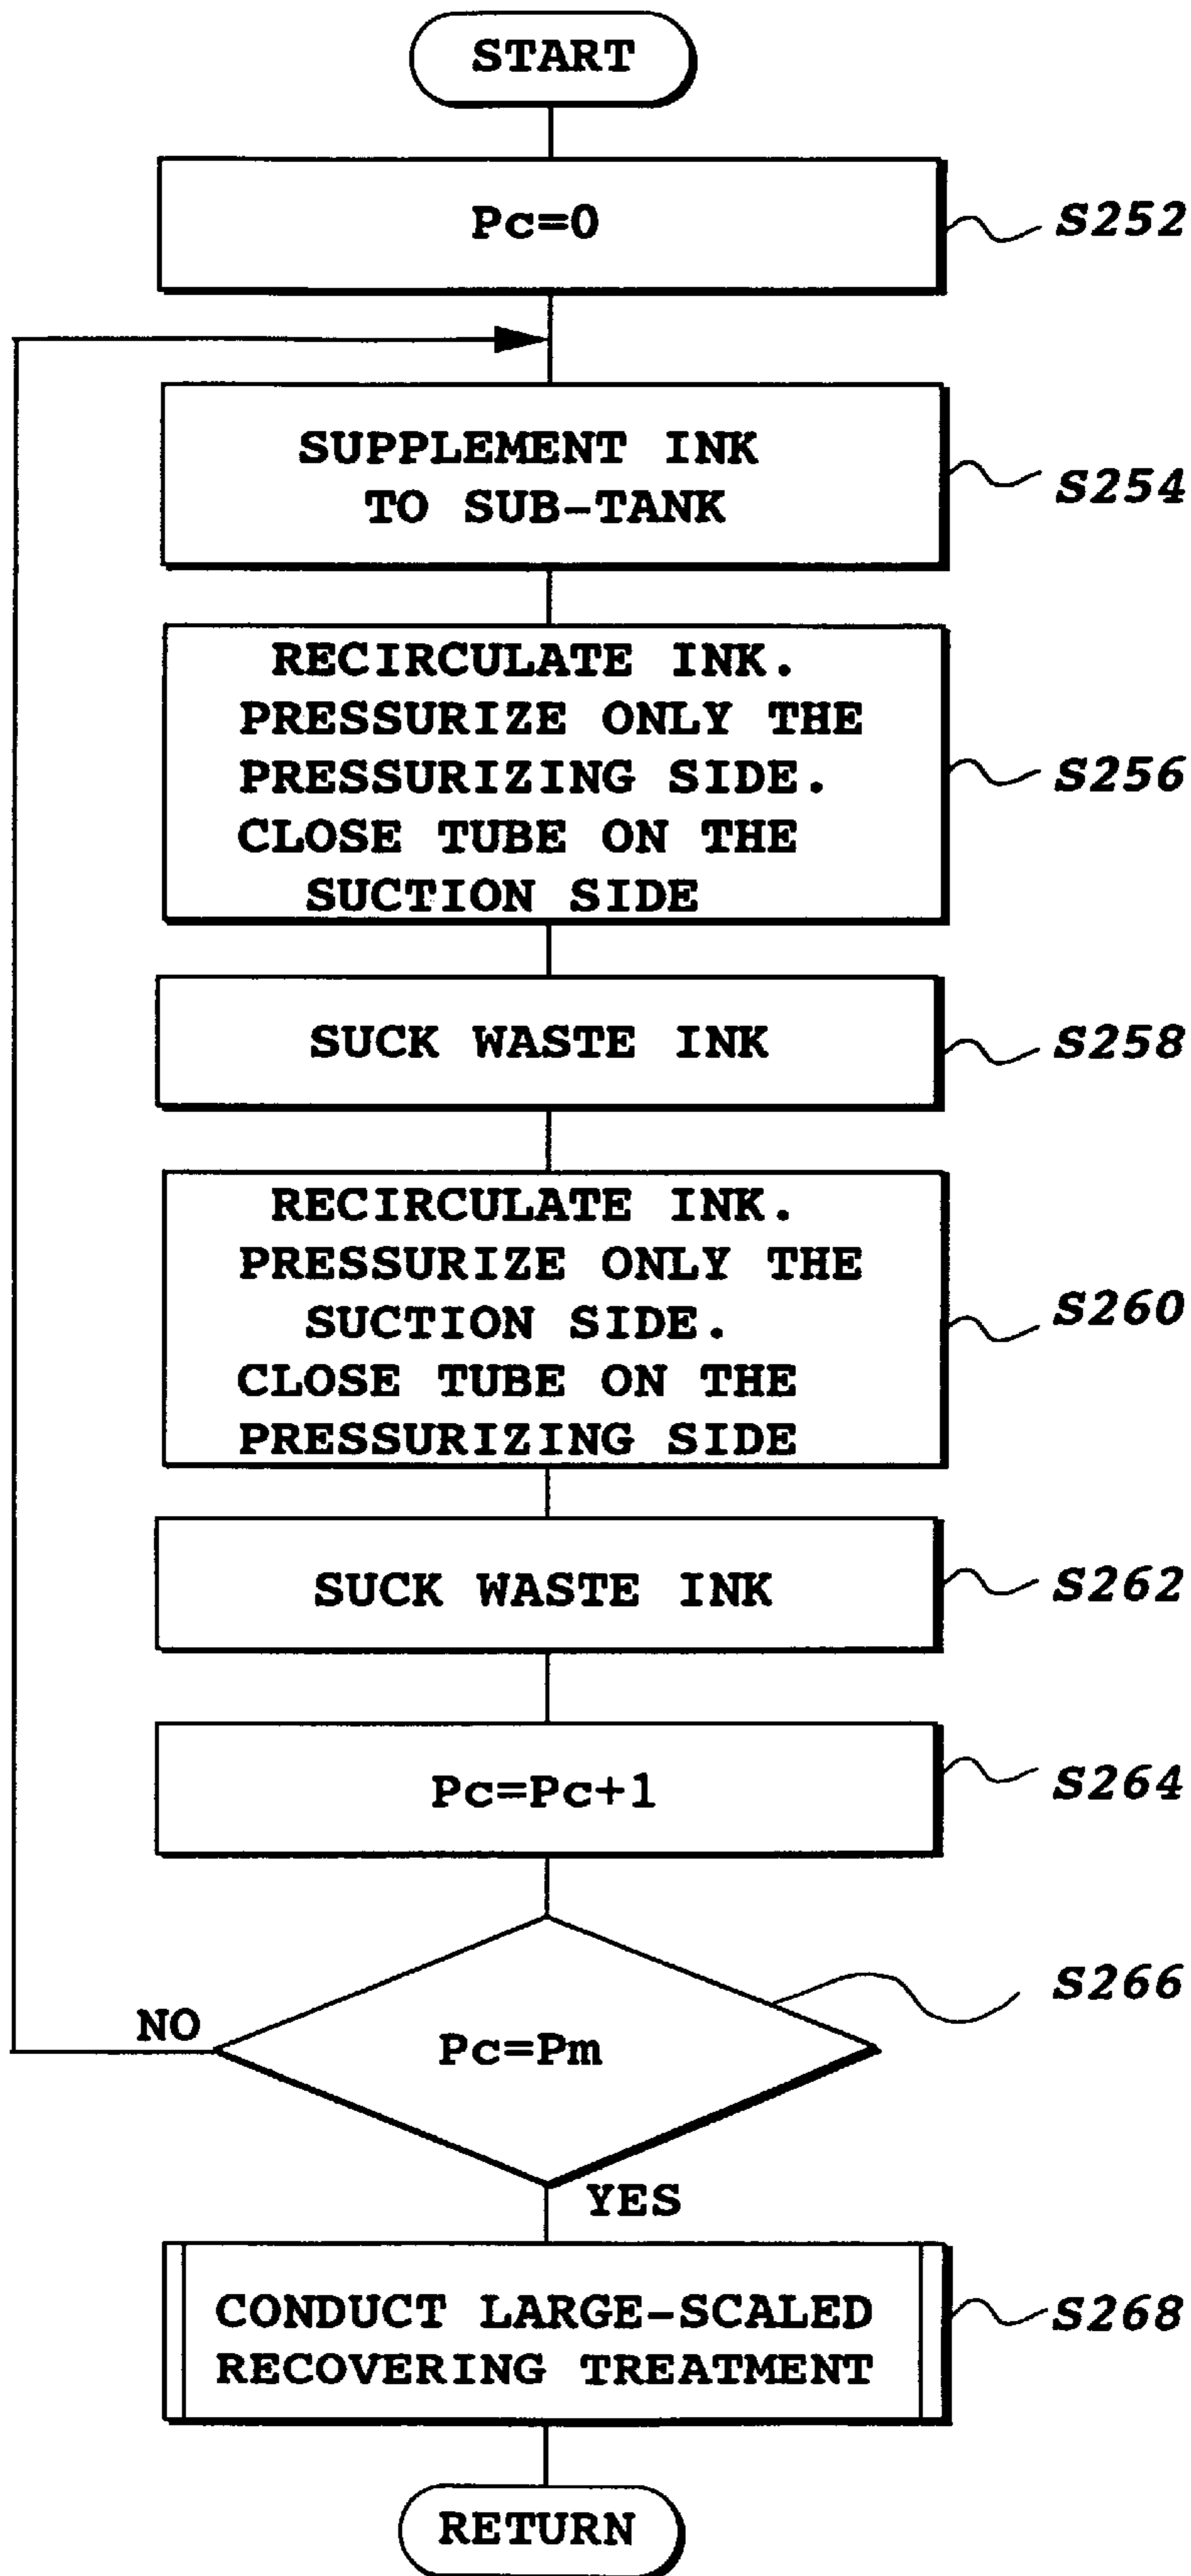 START
Pc=0
S252
SUPPLEMENT INK
TO SUB-TANK
S254
RECIRCULATE INK.
PRESSURIZE ONLY THE
PRESSURIZING SIDE.
CLOSE TUBE ON THE
SUCTION SIDE
S256
SUCK WASTE INK
S258
RECIRCULATE INK.
PRESSURIZE ONLY THE
SUCTION SIDE.
CLOSE TUBE ON THE
PRESSURIZING SIDE
S260
SUCK WASTE INK
S262
Pc=Pc+1
S264
Pc=Pm
S266
NO
YES
CONDUCT LARGE-SCALED
RECOVERING TREATMENT
S268
RETURN